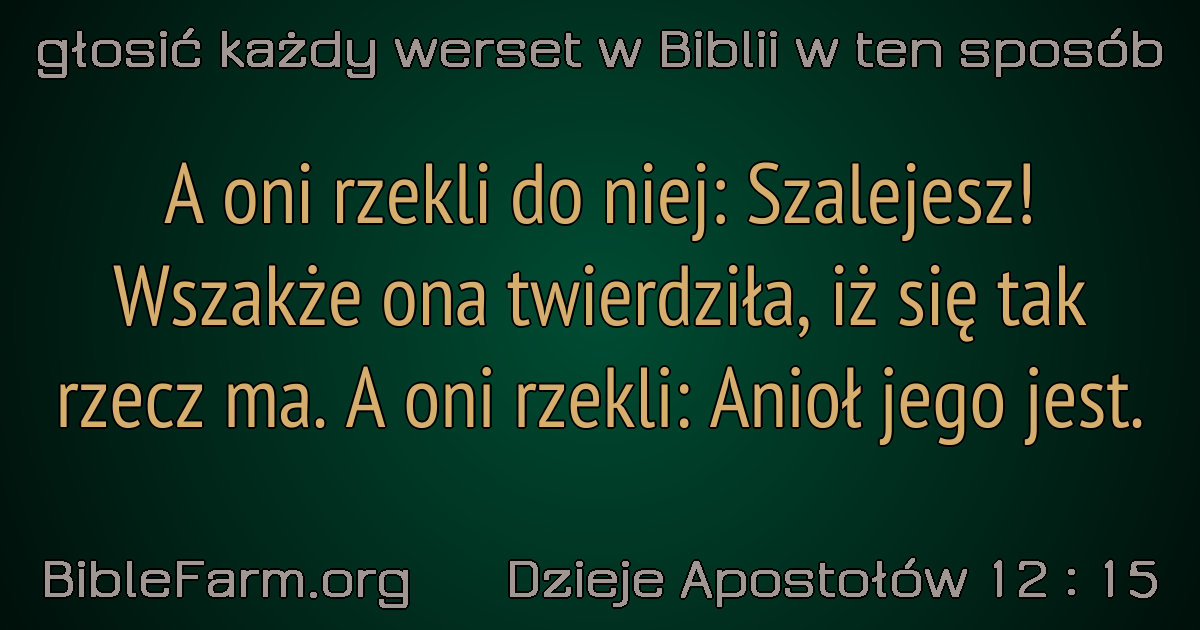 głosić każdy werset w Biblii w ten sposób
A oni rzekli do niej: Szalejesz!
Wszakże ona twierdziła, iż się tak
rzecz ma. A oni rzekli: Anioł jego jest.
BibleFarm.org Dzieje Apostołów 12 : 15